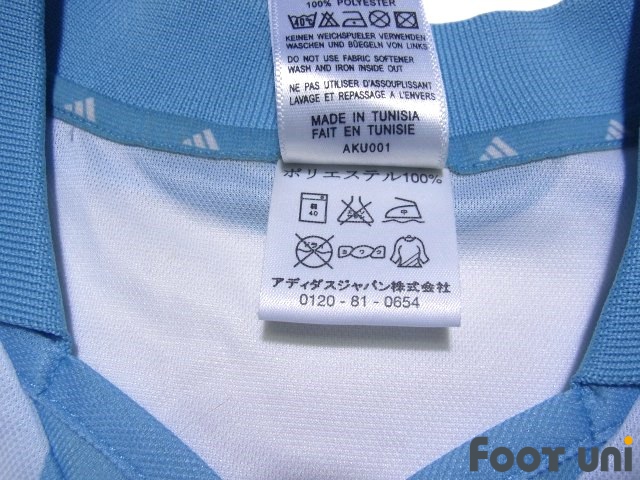 100% POLYESTER
KEINEN WEICHSPUELER VERWENDEN
WASCHEN UND BÜEGELN VON LINKS
DO NOT USE FABRIC SOFTENER
WASH AND IRON INSIDE OUT
NE PAS UTILISER D'ASSOUPLISSANT
LAVAGE ET REPASSAGE A L'ENVERS
MADE IN TUNISIA
FAIT EN TUNISIE
AKU001
ポリエステル100%
40
アディダスジャパン株式会社
0120-81-0654
FOOT UNI